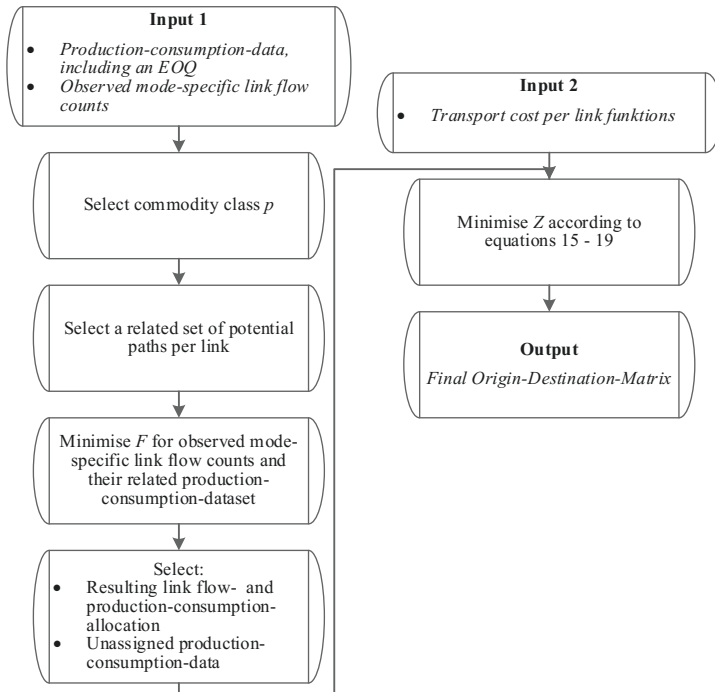 Input 1
• Production-consumption-data,
including an EOQ
• Observed mode-specific link flow
counts
Select commodity class p
Select a related set of potential
paths per link
Minimise F for observed mode-
specific link flow counts and
their related production-
consumption-dataset
Select:
• Resulting link flow- and
production-consumption-
allocation
• Unassigned production-
consumption-data
Input 2
• Transport cost per link funktions
Minimise Z according to
equations 15 - 19
Output
Final Origin-Destination-Matrix